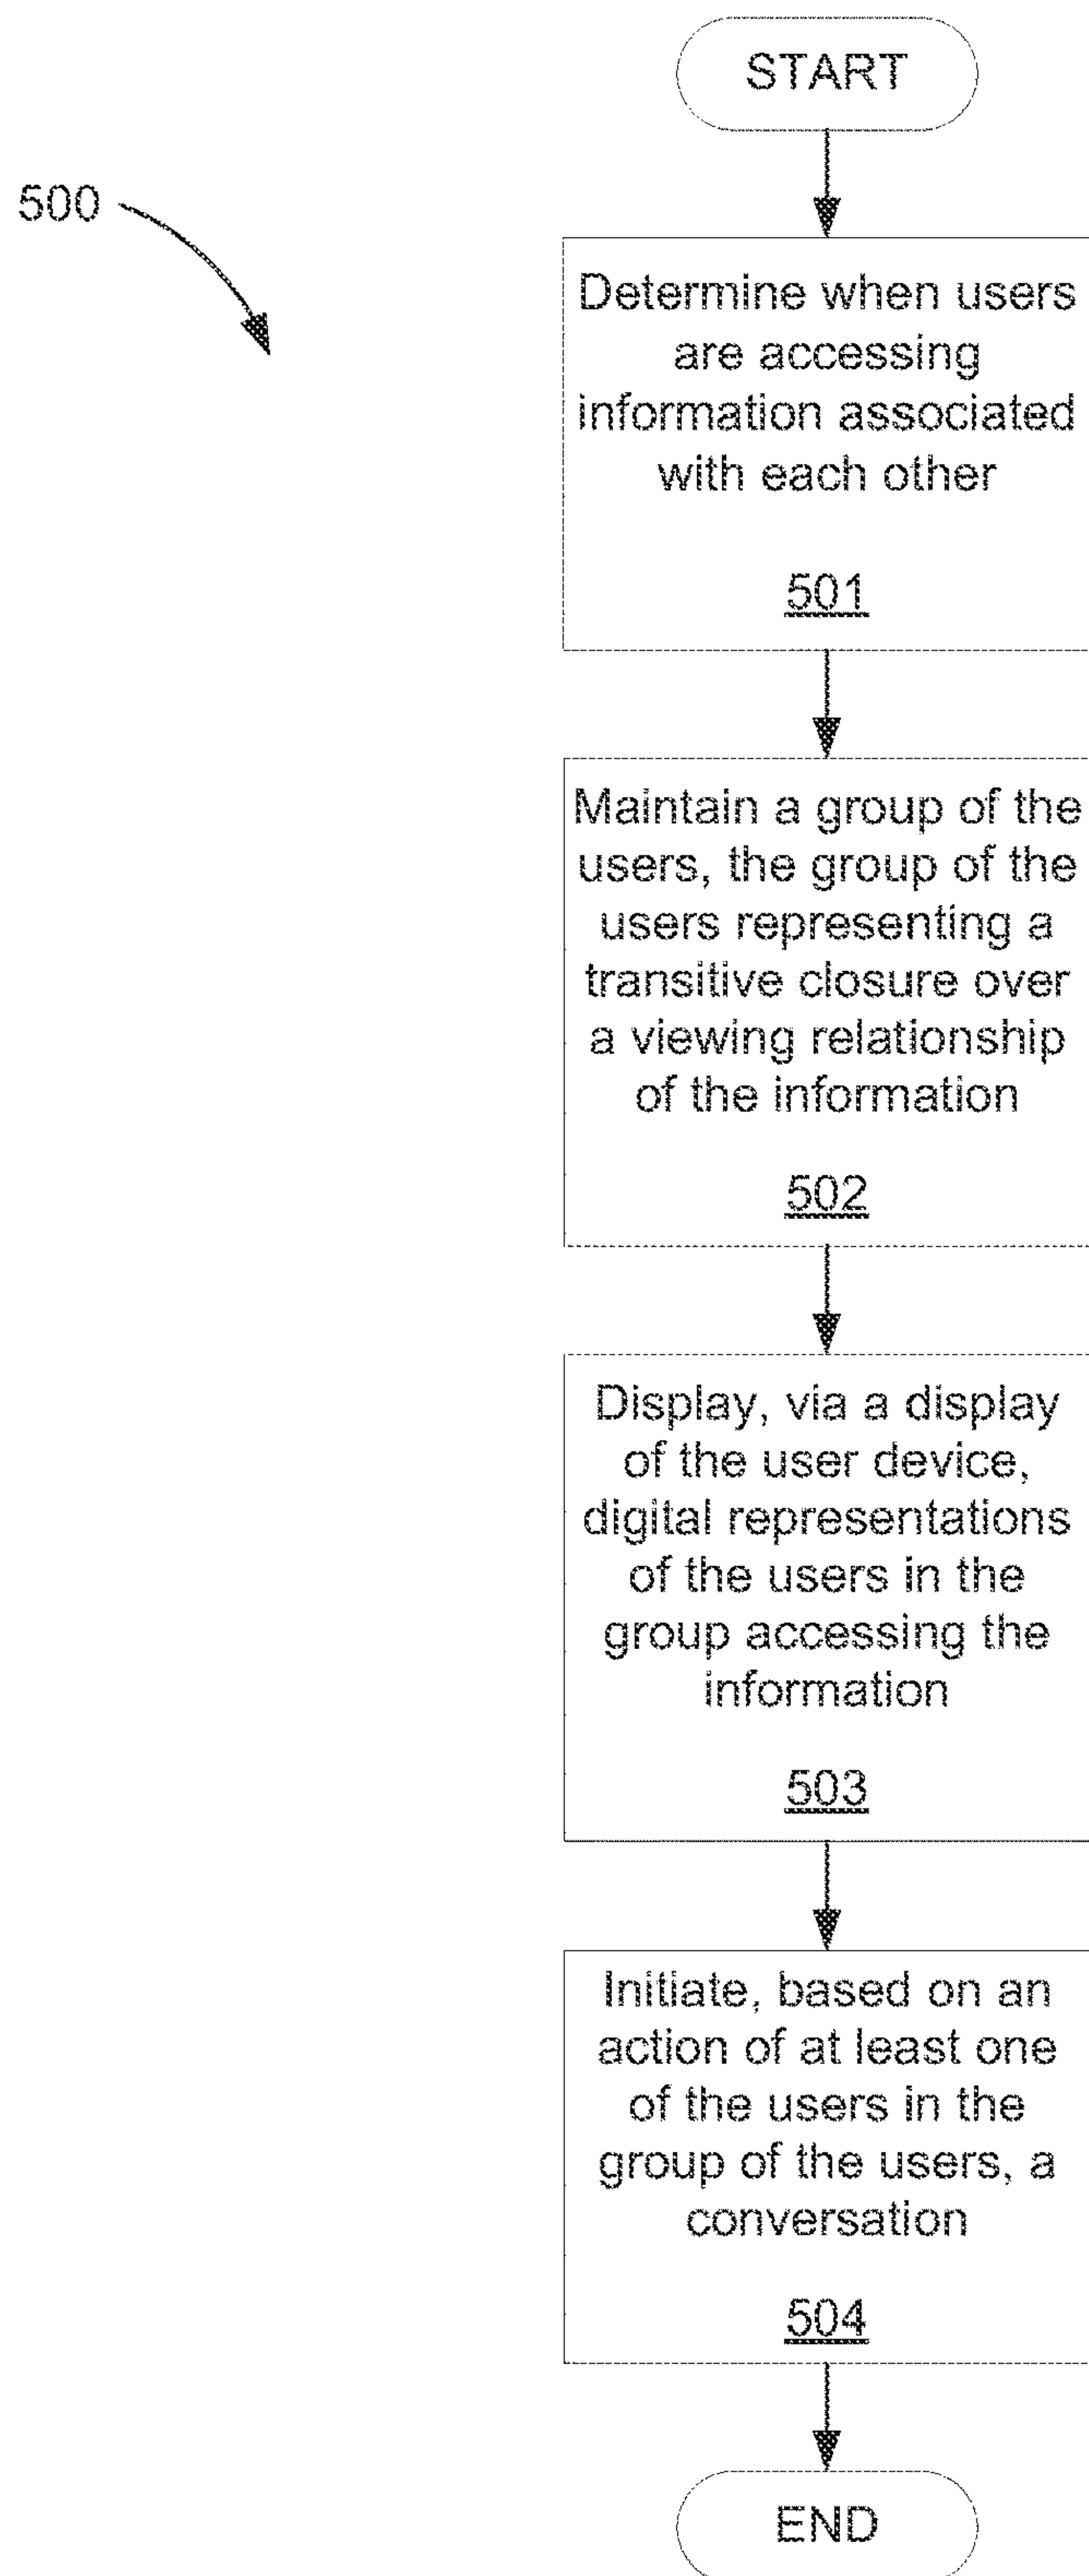 START
500
Determine when users
are accessing
information associated
with each other
501
Maintain a group of the
users, the group of the
users representing a
transitive closure over
a viewing relationship
of the information
502
Display, via a display
of the user device,
digital representations
of the users in the
group accessing the
information
503
Initiate, based on an
action of at least one
of the users in the
group of the users, a
conversation
504
END